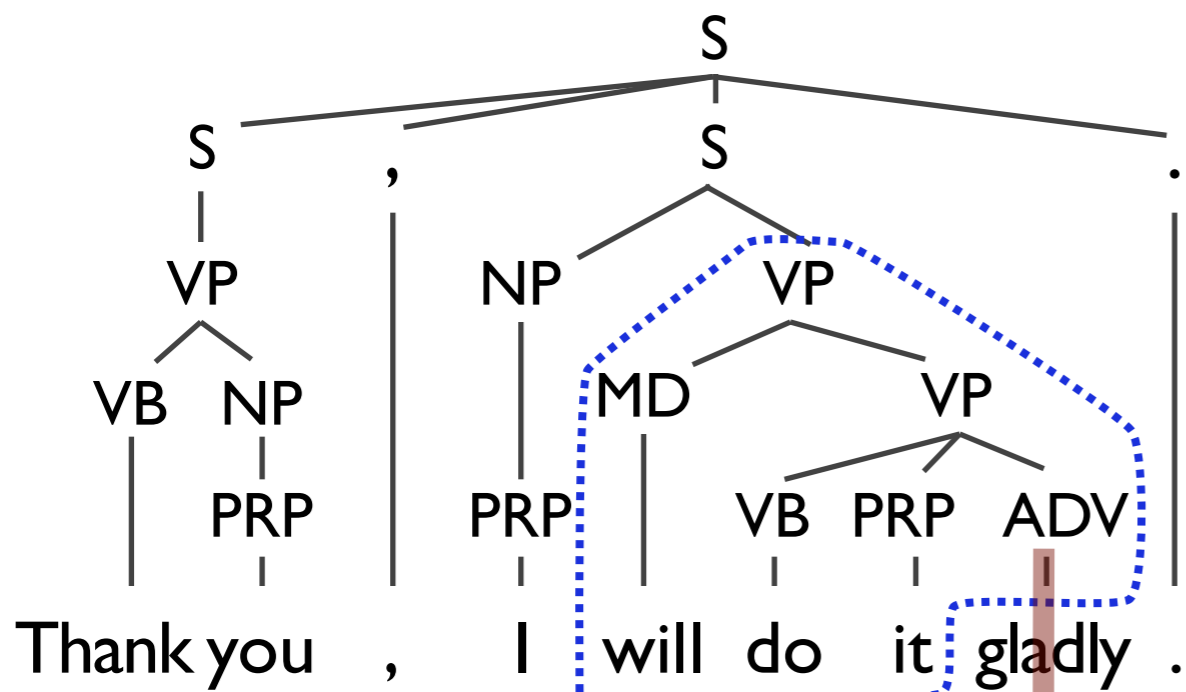 S
S , S .
VP NP VP
VB NP MD VP
PRP PRP VB PRP ADV
Thank you , I will do it gladly .